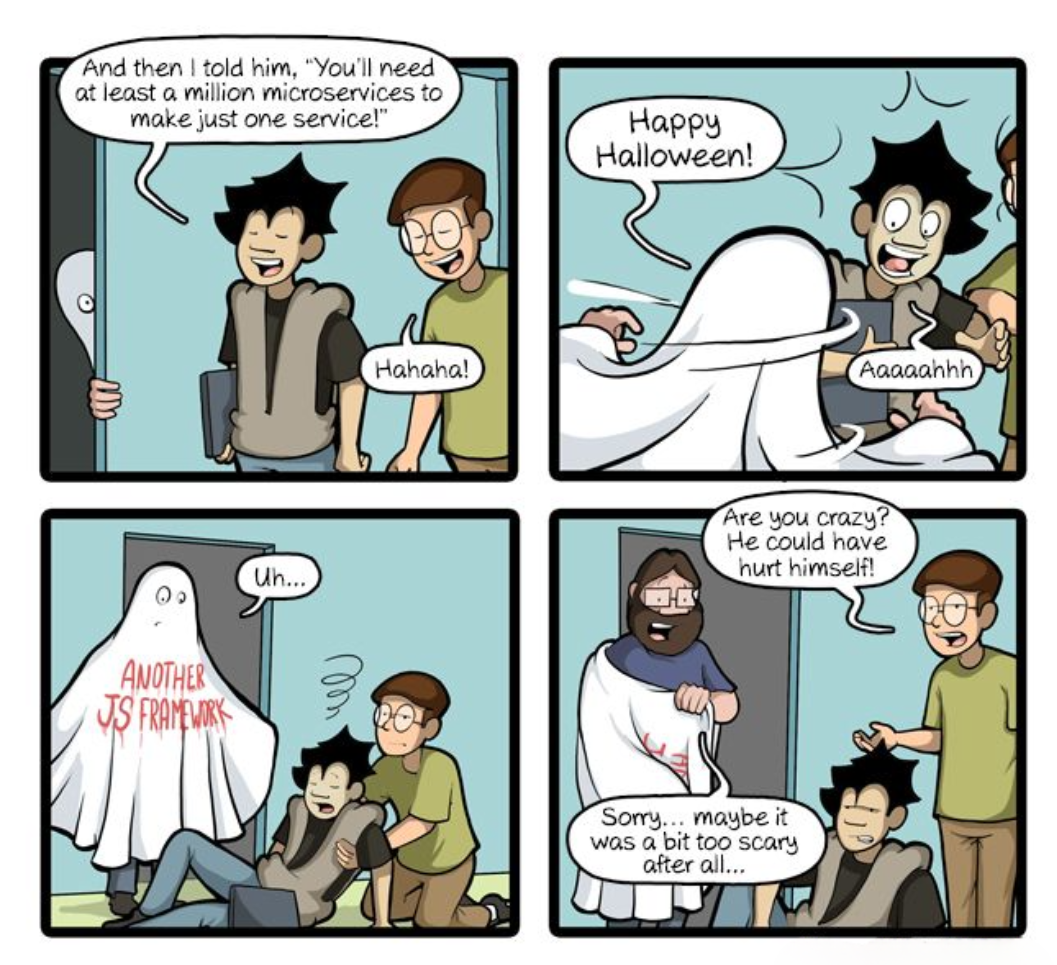 And then I told him, "You'll need
at least a million microservices to
make just one service!"
Hahaha!
Happy
Halloween!
Aaaaahhh
Uh...
ANOTHER
JS FRAMEWORK
Are you crazy?
He could have
hurt himself!
Sorry... maybe it
was a bit too scary
after all...